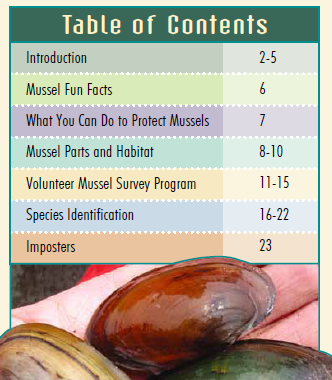 Table of Contents
Introduction 2-5
Mussel Fun Facts 6
What You Can Do to Protect Mussels 7
Mussel Parts and Habitat 8-10
Volunteer Mussel Survey Program 11-15
Species Identification 16-22
Imposters 23